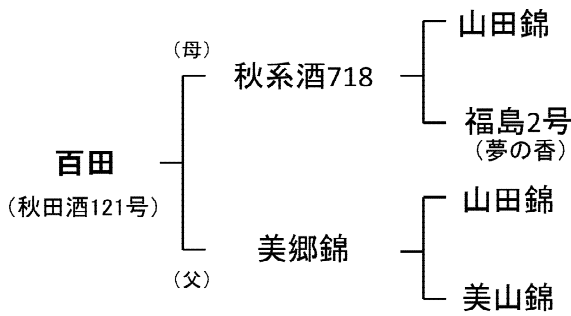 山田錦
（母）
秋系酒718
福島2号
（夢の香）
百田
（秋田酒121号）
山田錦
美郷錦
（父）
美山錦